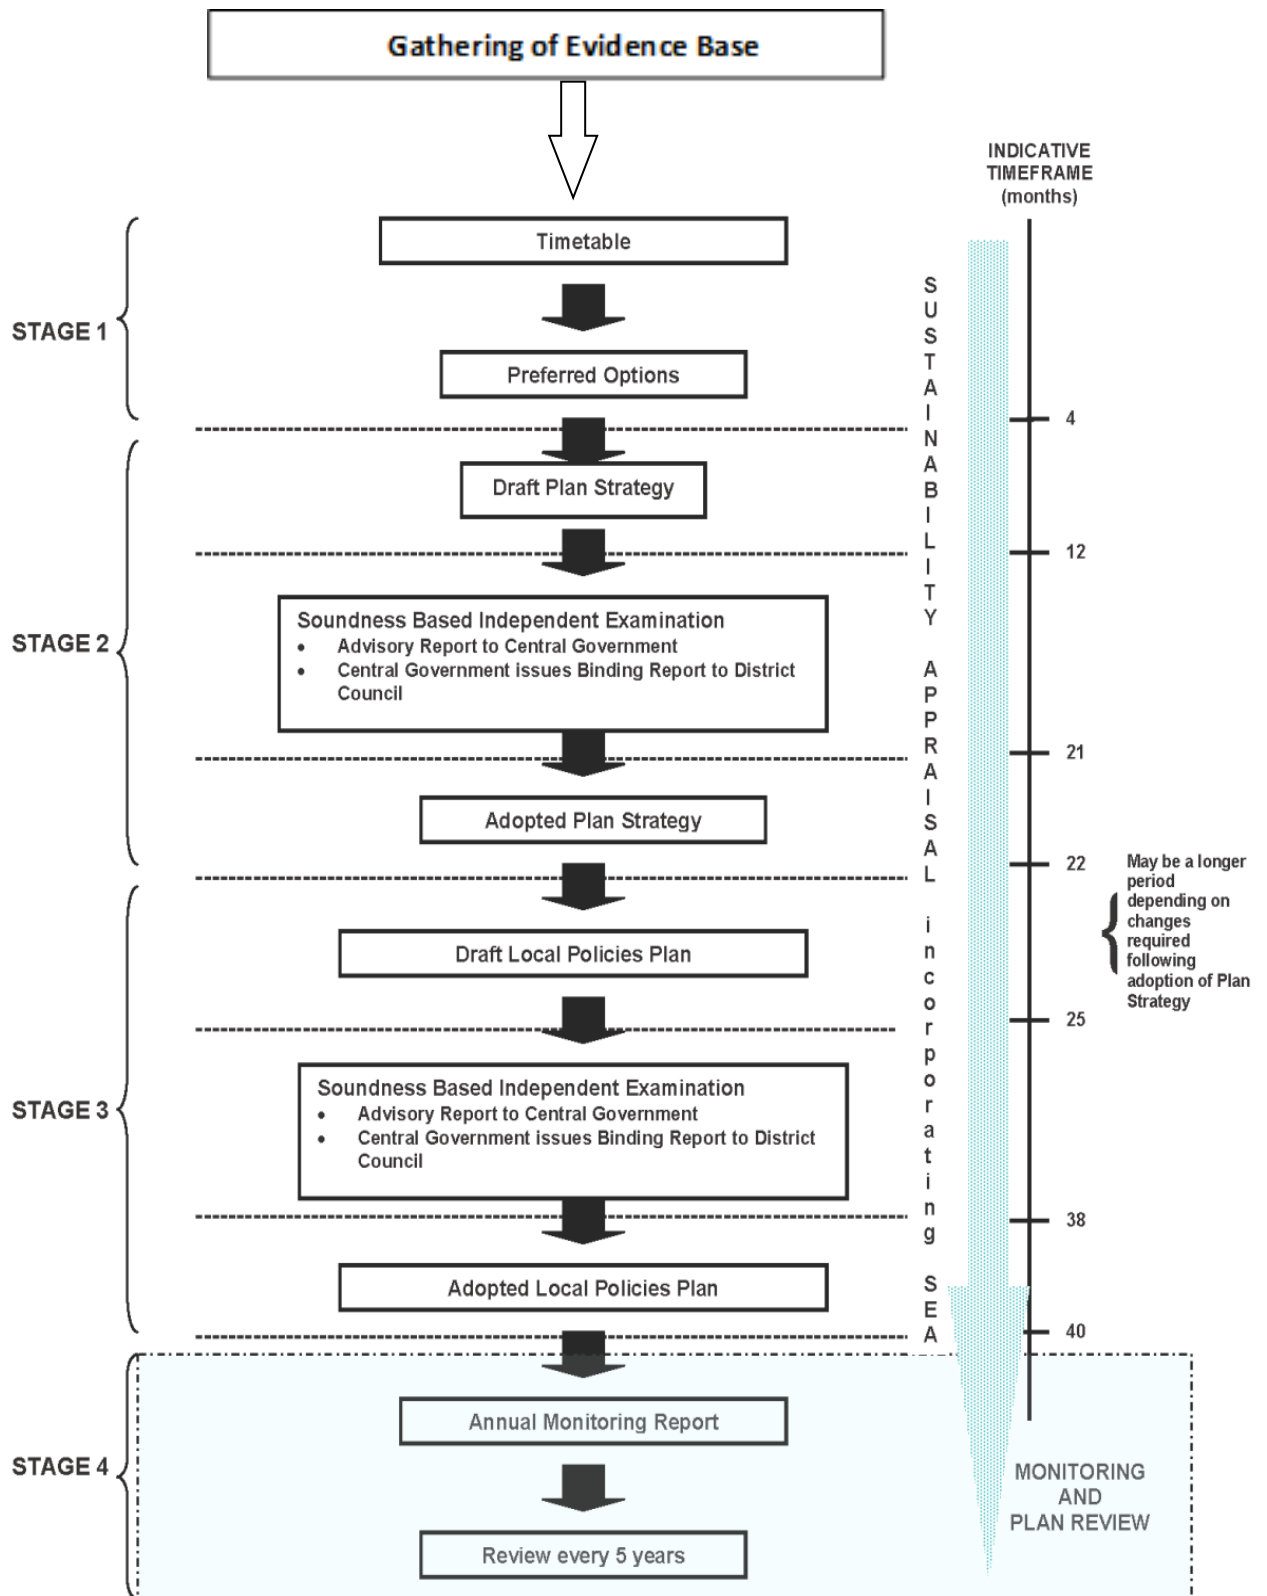 Gathering of Evidence Base
INDICATIVE
TIMEFRAME
(months)
STAGE 1
Timetable
Preferred Options
4
STAGE 2
Draft Plan Strategy
12
Soundness Based Independent Examination
• Advisory Report to Central Government
• Central Government issues Binding Report to District
Council
21
Adopted Plan Strategy
22
May be a longer
period
depending on
changes
required
following
adoption of Plan
Strategy
STAGE 3
Draft Local Policies Plan
25
Soundness Based Independent Examination
• Advisory Report to Central Government
• Central Government issues Binding Report to District
Council
38
Adopted Local Policies Plan
40
SUSTAINABILITY APPRAISAL incorporating SEA
STAGE 4
Annual Monitoring Report
Review every 5 years
MONITORING
AND
PLAN REVIEW